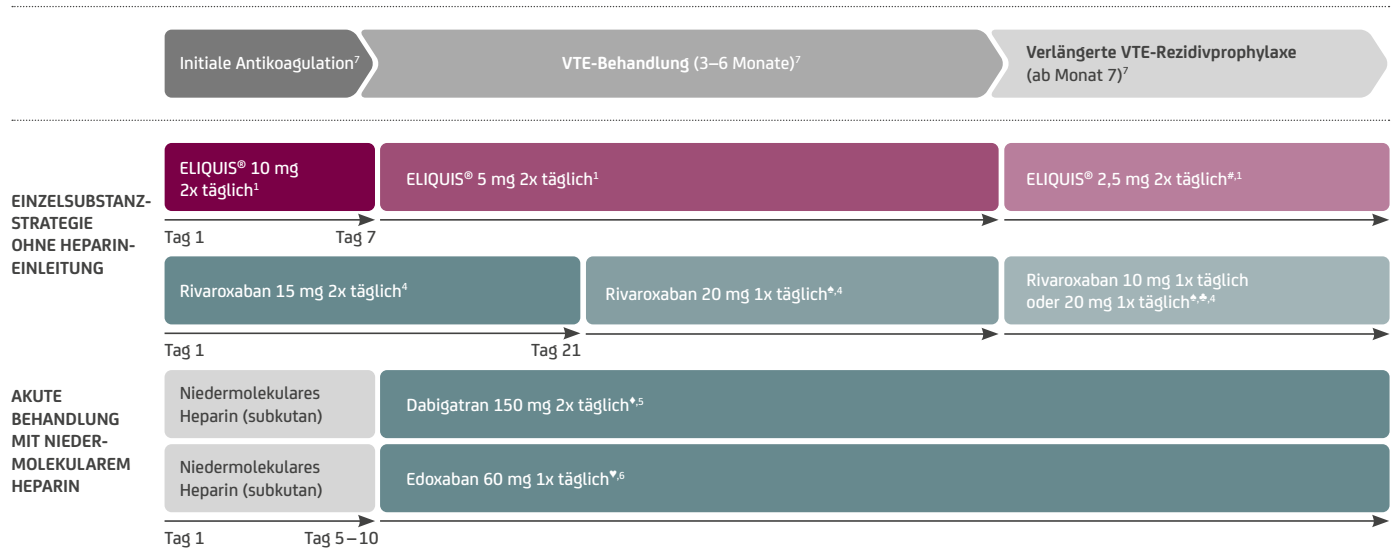 Initiale Antikoagulation⁷
VTE-Behandlung (3–6 Monate)⁷
Verlängerte VTE-Rezidivprophylaxe
(ab Monat 7)⁷
EINZELSUBSTANZ-
STRATEGIE
OHNE HEPARIN-
EINLEITUNG
ELIQUIS® 10 mg
2x täglich¹
ELIQUIS® 5 mg 2x täglich¹
ELIQUIS® 2,5 mg 2x täglich#,1
Tag 1
Tag 7
Rivaroxaban 15 mg 2x täglich⁴
Rivaroxaban 20 mg 1x täglich♠,4
Rivaroxaban 10 mg 1x täglich
oder 20 mg 1x täglich♠,♣,4
Tag 1
Tag 21
AKUTE
BEHANDLUNG
MIT NIEDER-
MOLEKULAREM
HEPARIN
Niedermolekulares
Heparin (subkutan)
Dabigatran 150 mg 2x täglich♦,5
Niedermolekulares
Heparin (subkutan)
Edoxaban 60 mg 1x täglich♥,6
Tag 1
Tag 5–10